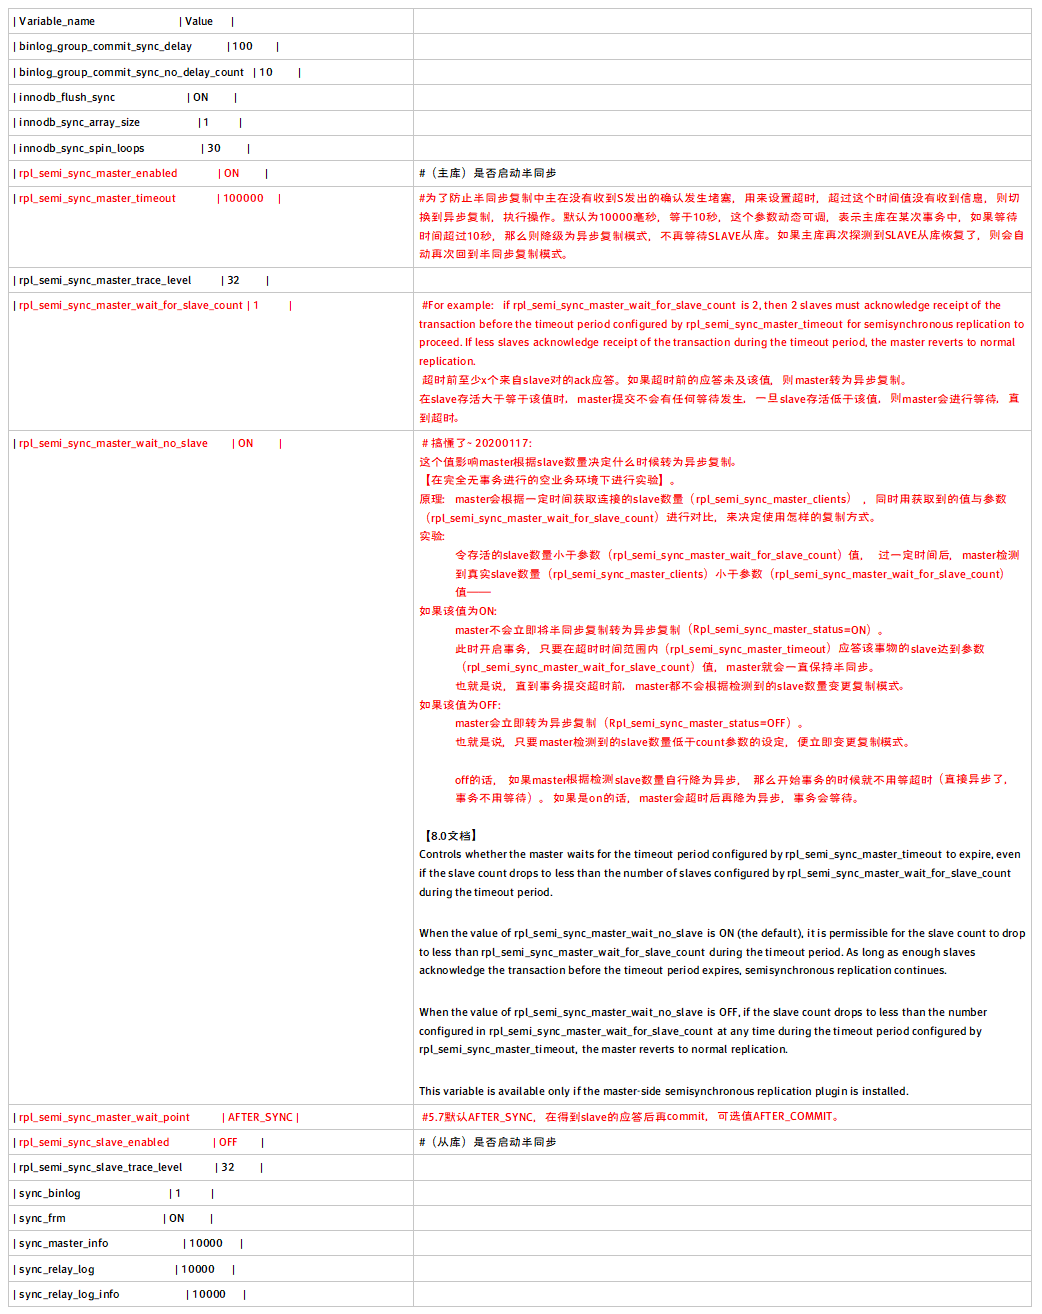 | Variable_name | Value |
| binlog_group_commit_sync_delay | 100 |
| binlog_group_commit_sync_no_delay_count | 10 |
| innodb_flush_sync | ON |
| innodb_sync_array_size | 1 |
| innodb_sync_spin_loops | 30 |
| rpl_semi_sync_master_enabled | ON | #（主库）是否启动半同步
| rpl_semi_sync_master_timeout | 100000 | #为了防止半同步复制中主在没有收到S发出的确认发生堵塞，用来设置超时，超过这个时间值没有收到信息，则切
换到异步复制，执行操作。默认为10000毫秒，等于10秒，这个参数动态可调，表示主库在某次事务中，如果等待
时间超过10秒，那么则降级为异步复制模式，不再等待SLAVE从库。如果主库再次探测到SLAVE从库恢复了，则会自
动再次回到半同步复制模式。
| rpl_semi_sync_master_trace_level | 32 |
| rpl_semi_sync_master_wait_for_slave_count | 1 | #For example: if rpl_semi_sync_master_wait_for_slave_count is 2, then 2 slaves must acknowledge receipt of the
transaction before the timeout period configured by rpl_semi_sync_master_timeout for semisynchronous replication to
proceed. If less slaves acknowledge receipt of the transaction during the timeout period, the master reverts to normal
replication.
超时前至少x个来自slave对的ack应答。如果超时前的应答未及该值，则master转为异步复制。
在slave存活大于等于该值时，master提交不会有任何等待发生，一旦slave存活低于该值，则master会进行等待，直
到超时。
| rpl_semi_sync_master_wait_no_slave | ON | # 搞懂了~ 20200117：
这个值影响master根据slave数量决定什么时候转为异步复制。
【在完全无事务进行的空业务环境下进行实验】。
原理： master会根据一定时间获取连接的slave数量（rpl_semi_sync_master_clients），同时用获取到的值与参数
（rpl_semi_sync_master_wait_for_slave_count）进行对比，来决定使用怎样的复制方式。
实验:
令存活的slave数量小于参数（rpl_semi_sync_master_wait_for_slave_count）值， 过一定时间后，master检测
到真实slave数量（rpl_semi_sync_master_clients）小于参数（rpl_semi_sync_master_wait_for_slave_count）
值——
如果该值为ON:
master不会立即将半同步复制转为异步复制（Rpl_semi_sync_master_status=ON）。
此时开启事务，只要在超时时间范围内（rpl_semi_sync_master_timeout）应答该事物的slave达到参数
（rpl_semi_sync_master_wait_for_slave_count）值，master就会一直保持半同步。
也就是说，直到事务提交超时前，master都不会根据检测到的slave数量变更复制模式。
如果该值为OFF:
master会立即转为异步复制（Rpl_semi_sync_master_status=OFF）。
也就是说，只要master检测到的slave数量低于count参数的设定，便立即变更复制模式。
off的话， 如果master根据检测slave数量自行降为异步， 那么开始事务的时候就不用等超时（直接异步了，
事务不用等待）。 如果是on的话，master会超时后再降为异步，事务会等待。
【8.0文档】
Controls whether the master waits for the timeout period configured by rpl_semi_sync_master_timeout to expire, even
if the slave count drops to less than the number of slaves configured by rpl_semi_sync_master_wait_for_slave_count
during the timeout period.
When the value of rpl_semi_sync_master_wait_no_slave is ON (the default), it is permissible for the slave count to drop
to less than rpl_semi_sync_master_wait_for_slave_count during the timeout period. As long as enough slaves
acknowledge the transaction before the timeout period expires, semisynchronous replication continues.
When the value of rpl_semi_sync_master_wait_no_slave is OFF, if the slave count drops to less than the number
configured in rpl_semi_sync_master_wait_for_slave_count at any time during the timeout period configured by
rpl_semi_sync_master_timeout, the master reverts to normal replication.
This variable is available only if the master-side semisynchronous replication plugin is installed.
| rpl_semi_sync_master_wait_point | AFTER_SYNC | #5.7默认AFTER_SYNC，在得到slave的应答后再commit，可选值AFTER_COMMIT。
| rpl_semi_sync_slave_enabled | OFF | #（从库）是否启动半同步
| rpl_semi_sync_slave_trace_level | 32 |
| sync_binlog | 1 |
| sync_frm | ON |
| sync_master_info | 10000 |
| sync_relay_log | 10000 |
| sync_relay_log_info | 10000 |